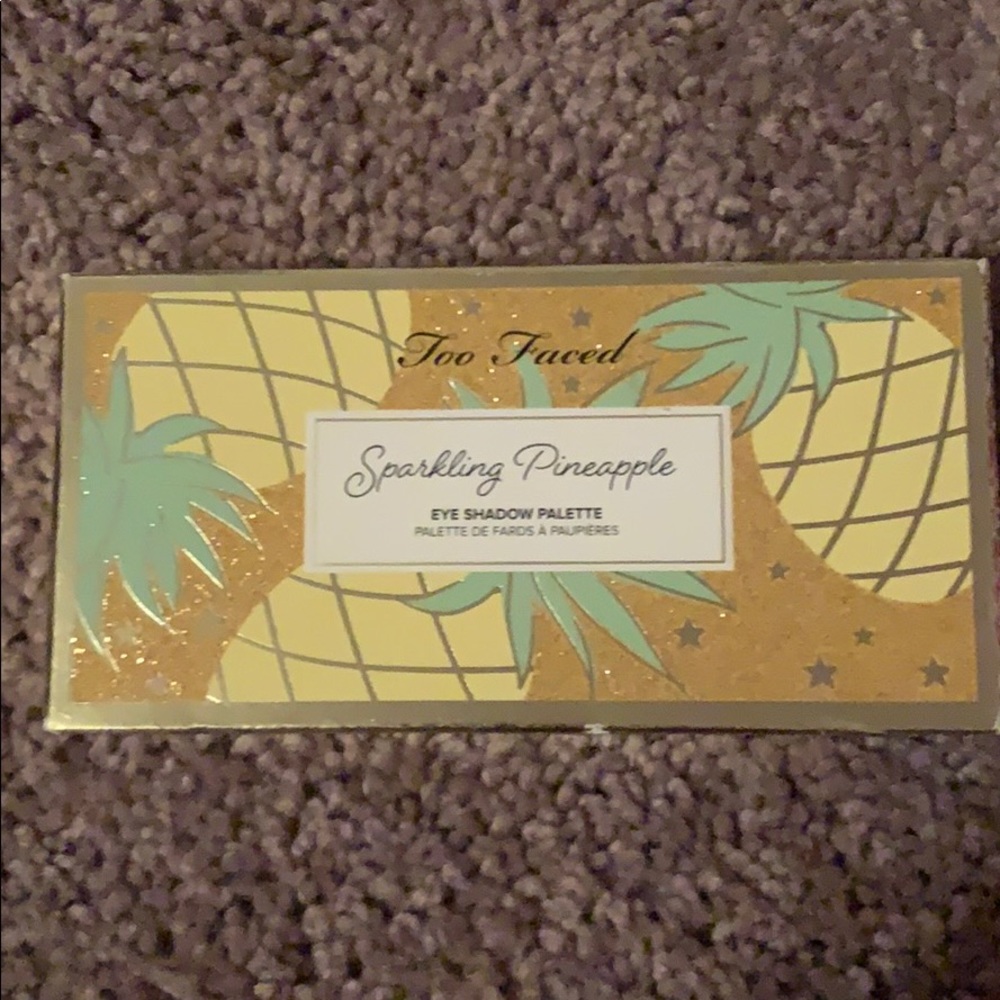 Too Faced
Sparkling Pineapple
EYE SHADOW PALETTE
PALETTE DE FARDS À PAUPIÈRES